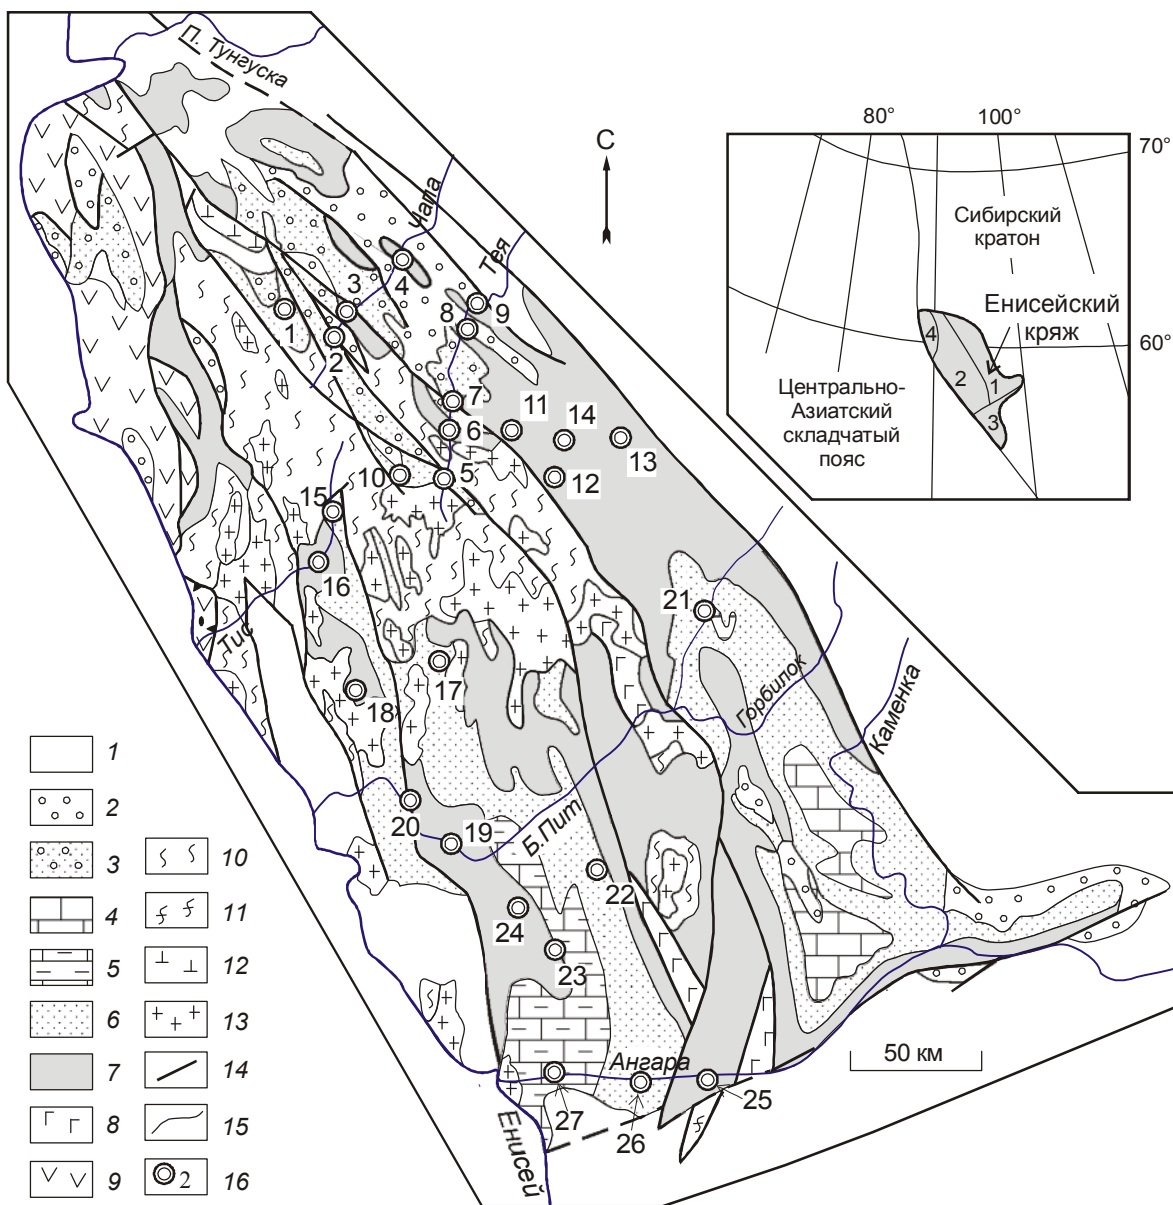 П. Тунгуска
С
Чапа
Тея
80°
100°
70°
Сибирский
кратон
Енисейский
кряж
60°
4
2
1
3
Центрально-
Азиатский
складчатый
пояс
1
2
3
4
8
9
7
6
11
14
13
12
10
5
15
16
Тис
17
18
21
Горбилок
Каменка
20
19
Б.Пит
22
24
23
Ангара
50 км
27
26
25
Енисей
1
2
3
4
5
6
7
8
9
10
11
12
13
14
15
2
16